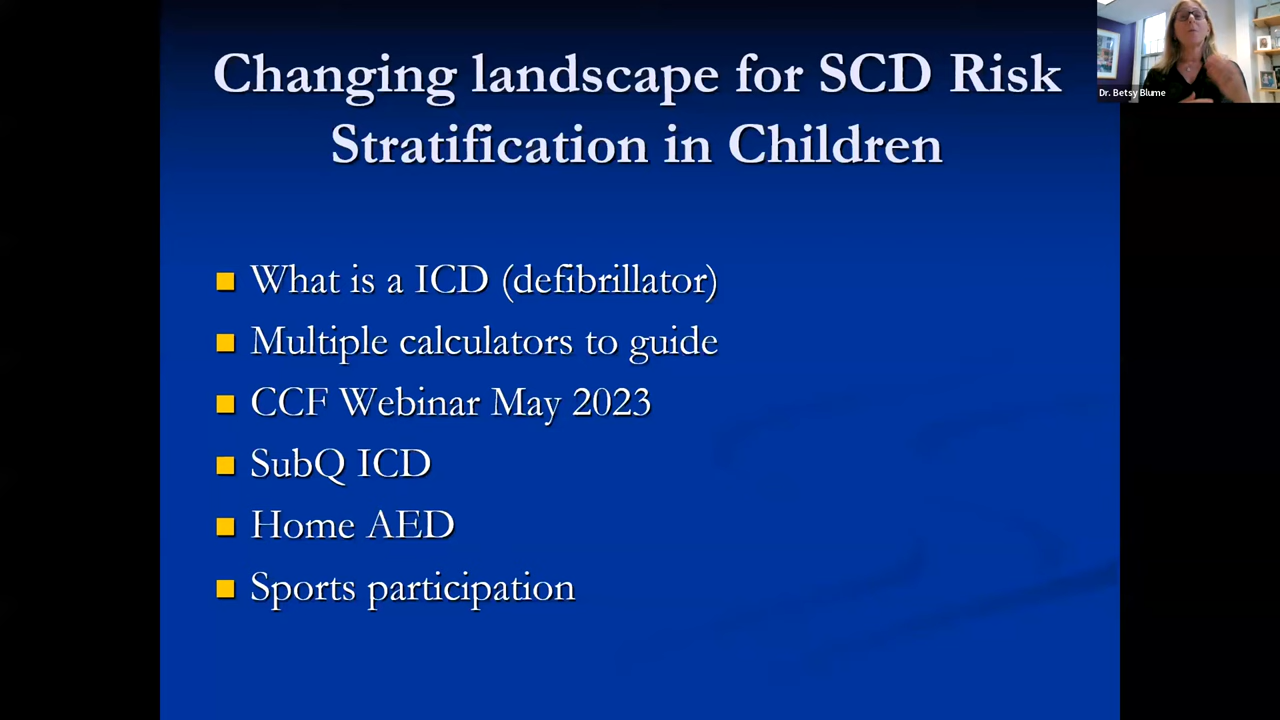 Changing landscape for SCD Risk
Stratification in Children
What is a ICD (defibrillator)
Multiple calculators to guide
CCF Webinar May 2023
SubQ ICD
Home AED
Sports participation
Dr. Betsy Blume